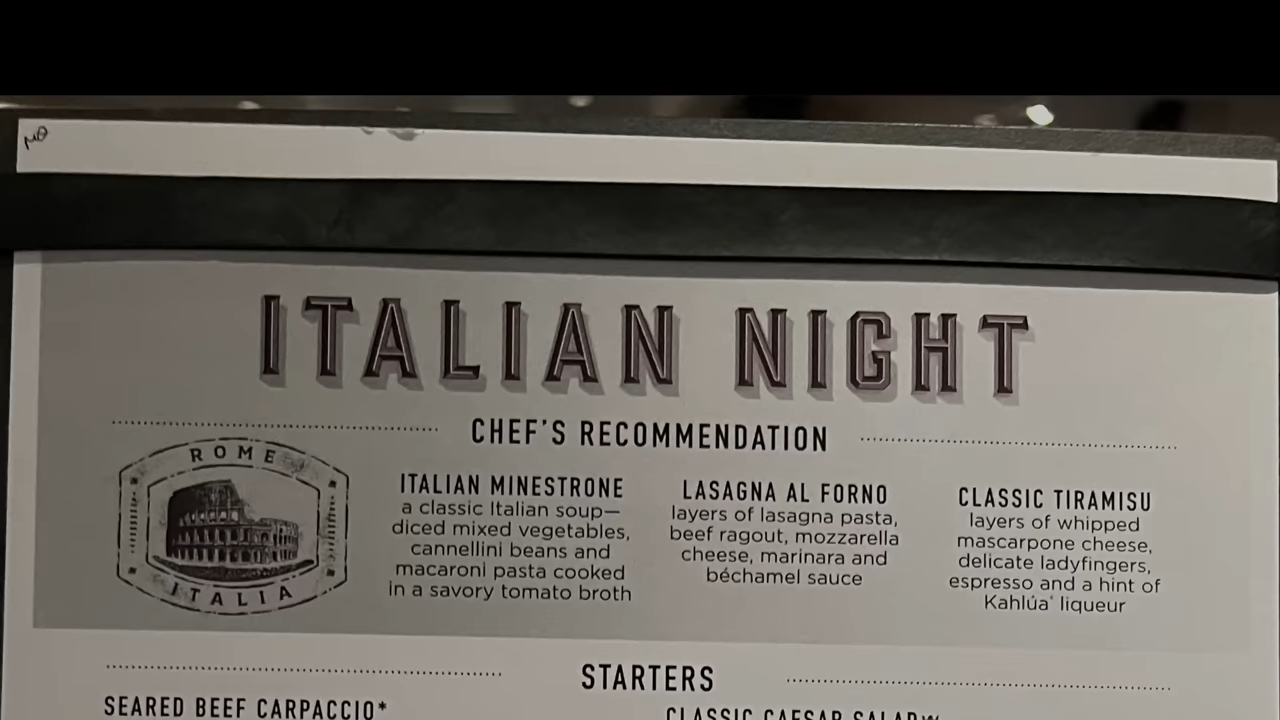 ITALIAN NIGHT
CHEF'S RECOMMENDATION
ROME
ITALIA
ITALIAN MINESTRONE
a classic Italian soup—
diced mixed vegetables,
cannellini beans and
macaroni pasta cooked
in a savory tomato broth
LASAGNA AL FORNO
layers of lasagna pasta,
beef ragout, mozzarella
cheese, marinara and
béchamel sauce
CLASSIC TIRAMISU
layers of whipped
mascarpone cheese,
delicate ladyfingers,
espresso and a hint of
Kahlúa® liqueur
STARTERS
SEARED BEEF CARPACCIO*
CLASSIC CAESAR SALAD